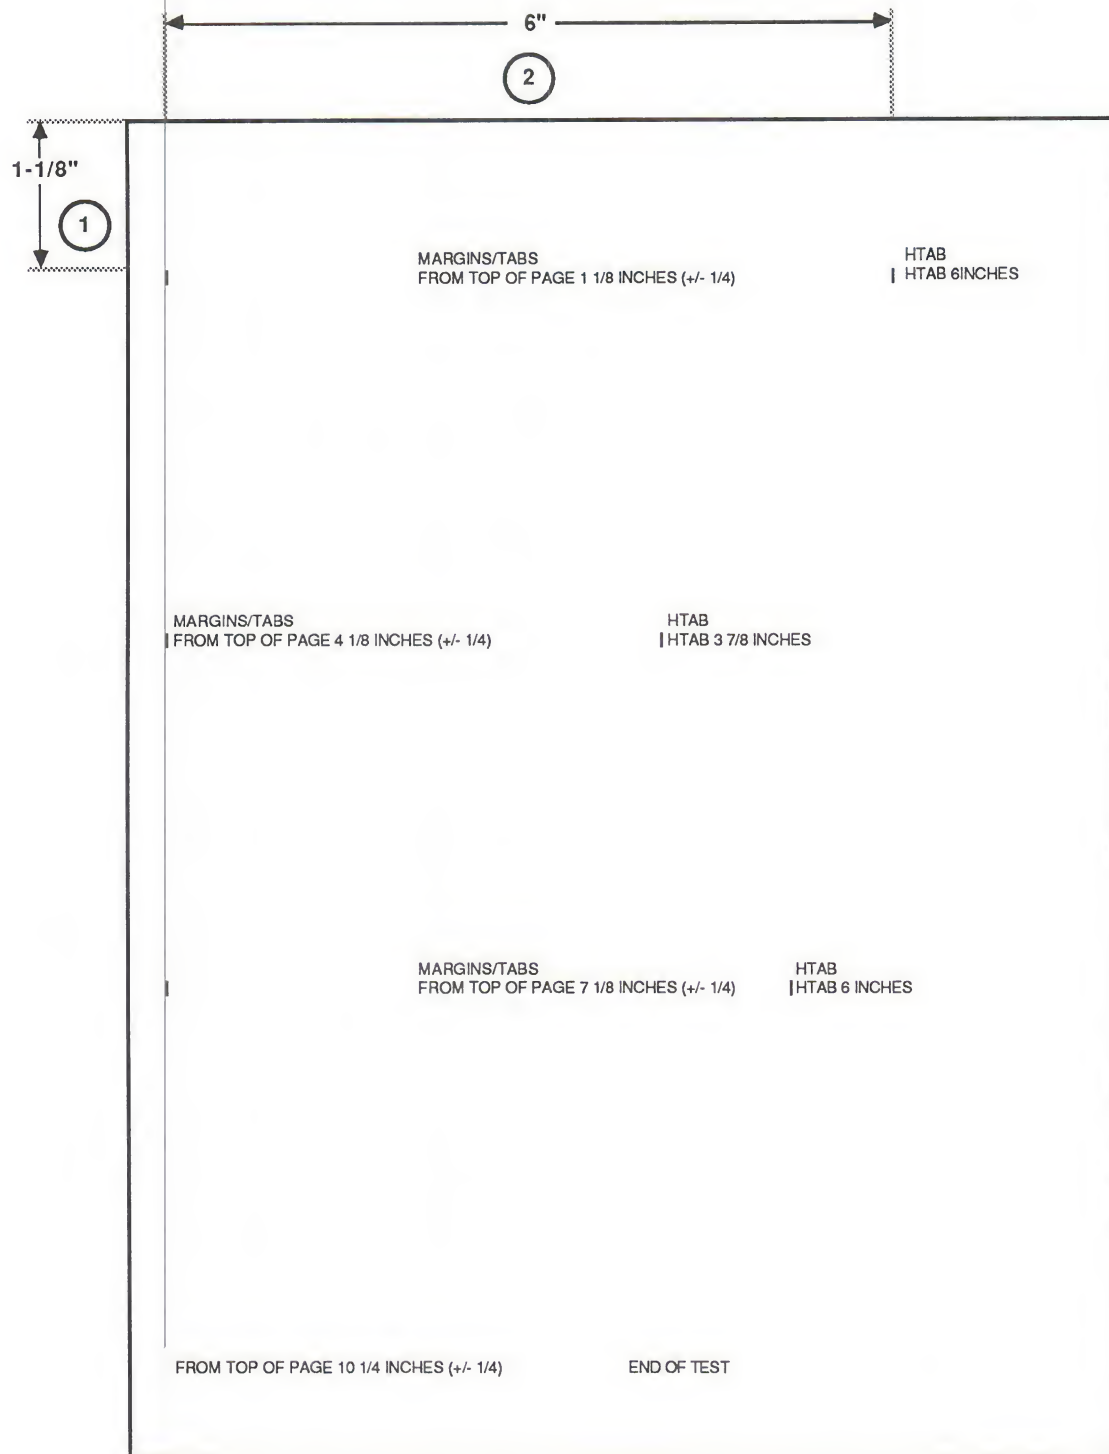 6"
2
1-1/8"
1
MARGINS/TABS
FROM TOP OF PAGE 1 1/8 INCHES (+/- 1/4)
HTAB
HTAB 6INCHES
MARGINS/TABS
FROM TOP OF PAGE 4 1/8 INCHES (+/- 1/4)
HTAB
HTAB 3 7/8 INCHES
MARGINS/TABS
FROM TOP OF PAGE 7 1/8 INCHES (+/- 1/4)
HTAB
HTAB 6 INCHES
FROM TOP OF PAGE 10 1/4 INCHES (+/- 1/4)
END OF TEST